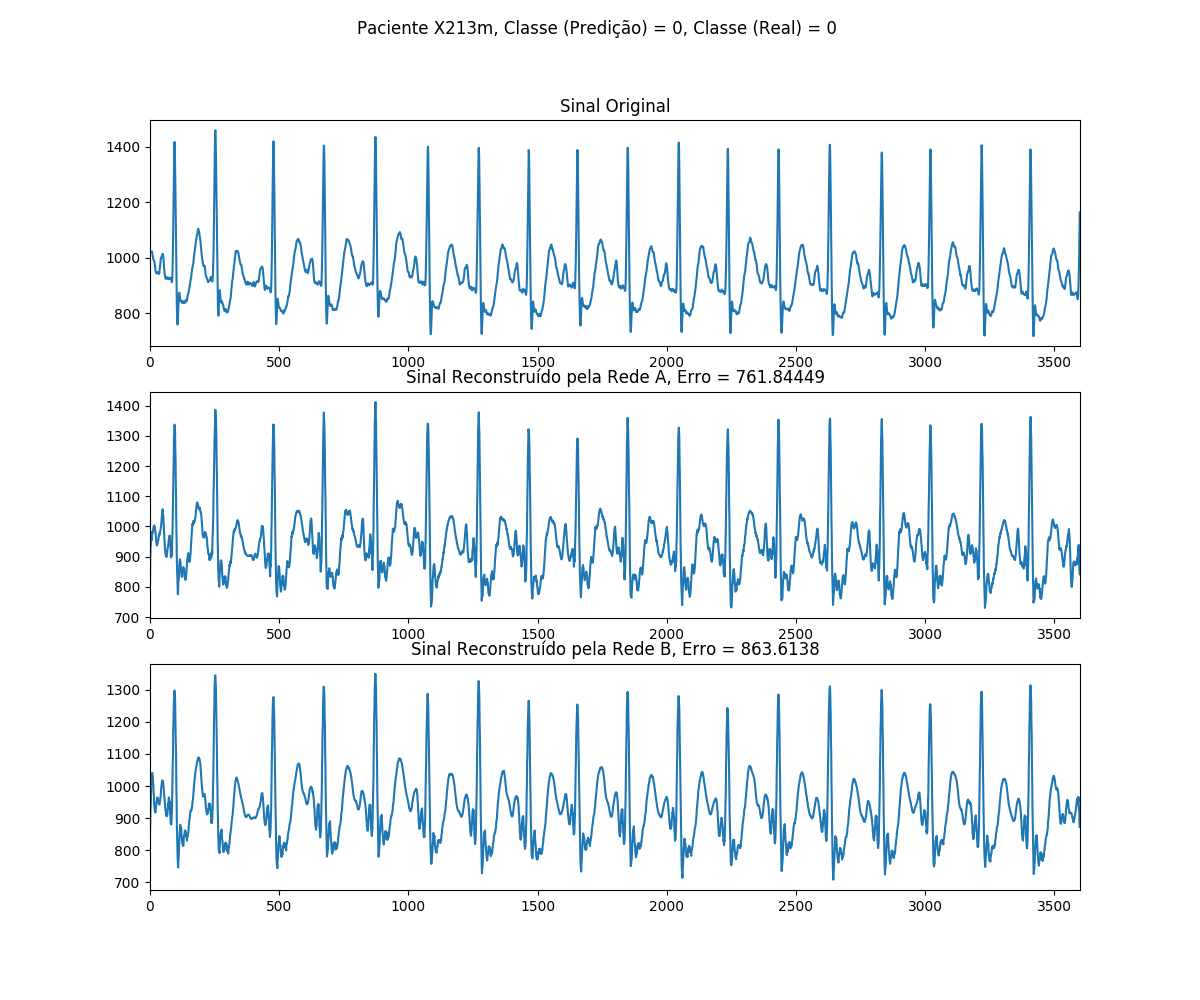 Paciente X213m, Classe (Predição) = 0, Classe (Real) = 0
Sinal Original
1400
1200
1000
800
0 500 1000 1500 2000 2500 3000 3500
Sinal Reconstruído pela Rede A, Erro = 761.84449
1400
1300
1200
1100
1000
900
800
700
0 500 1000 1500 2000 2500 3000 3500
Sinal Reconstruído pela Rede B, Erro = 863.6138
1300
1200
1100
1000
900
800
700
0 500 1000 1500 2000 2500 3000 3500